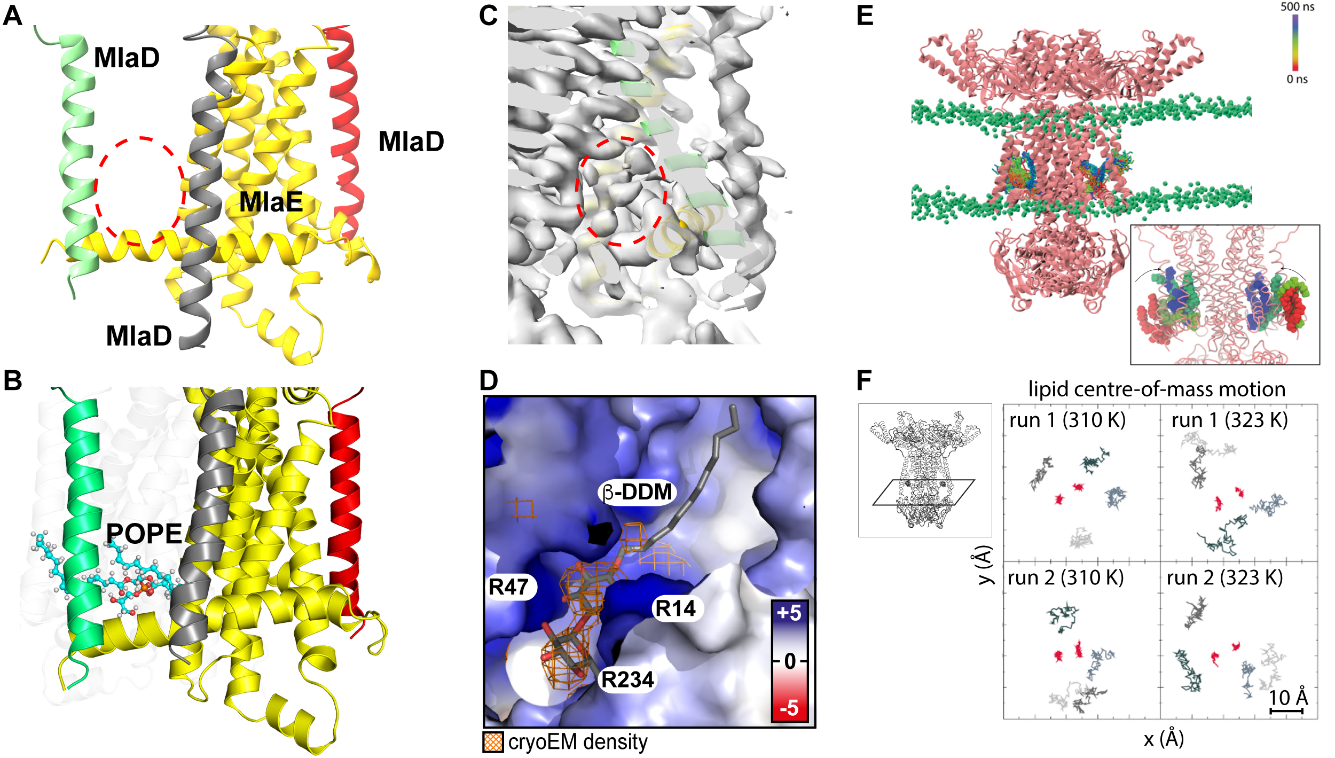 A
MlaD
MlaD
MlaE
MlaD
B
POPE
C
D
β-DDM
R47
R14
R234
+5
0
-5
cryoEM density
E
500 ns
0 ns
F
lipid centre-of-mass motion
run 1 (310 K)
run 1 (323 K)
run 2 (310 K)
run 2 (323 K)
10 Å
y (Å)
x (Å)